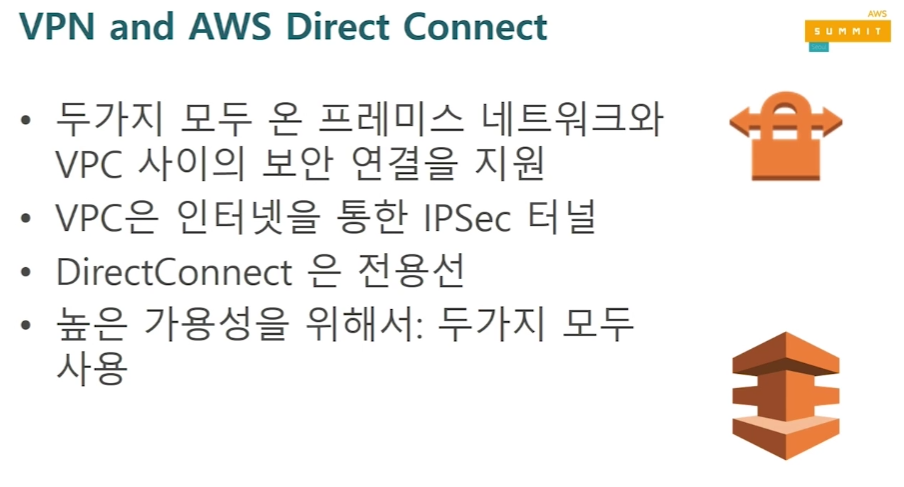 VPN and AWS Direct Connect
AWS
SUMMIT
• 두가지 모두 온 프레미스 네트워크와
VPC 사이의 보안 연결을 지원
• VPC은 인터넷을 통한 IPSec 터널
• DirectConnect 은 전용선
• 높은 가용성을 위해서: 두가지 모두
사용